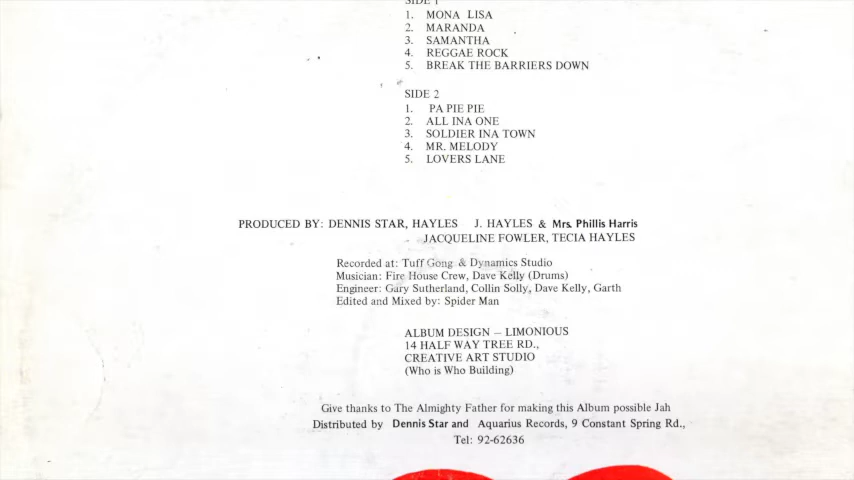 SIDE 1
1. MONA LISA
2. MARANDA
3. SAMANTHA
4. REGGAE ROCK
5. BREAK THE BARRIERS DOWN
SIDE 2
1. PA PIE PIE
2. ALL INA ONE
3. SOLDIER INA TOWN
4. MR. MELODY
5. LOVERS LANE
PRODUCED BY: DENNIS STAR, HAYLES J. HAYLES & Mrs. Phillis Harris
- JACQUELINE FOWLER, TECIA HAYLES
Recorded at: Tuff Gong & Dynamics Studio
Musician: Fire House Crew, Dave Kelly (Drums)
Engineer: Gary Sutherland, Collin Solly, Dave Kelly, Garth
Edited and Mixed by: Spider Man
ALBUM DESIGN – LIMONIOUS
14 HALF WAY TREE RD.,
CREATIVE ART STUDIO
(Who is Who Building)
Give thanks to The Almighty Father for making this Album possible Jah
Distributed by Dennis Star and Aquarius Records, 9 Constant Spring Rd.,
Tel: 92-62636